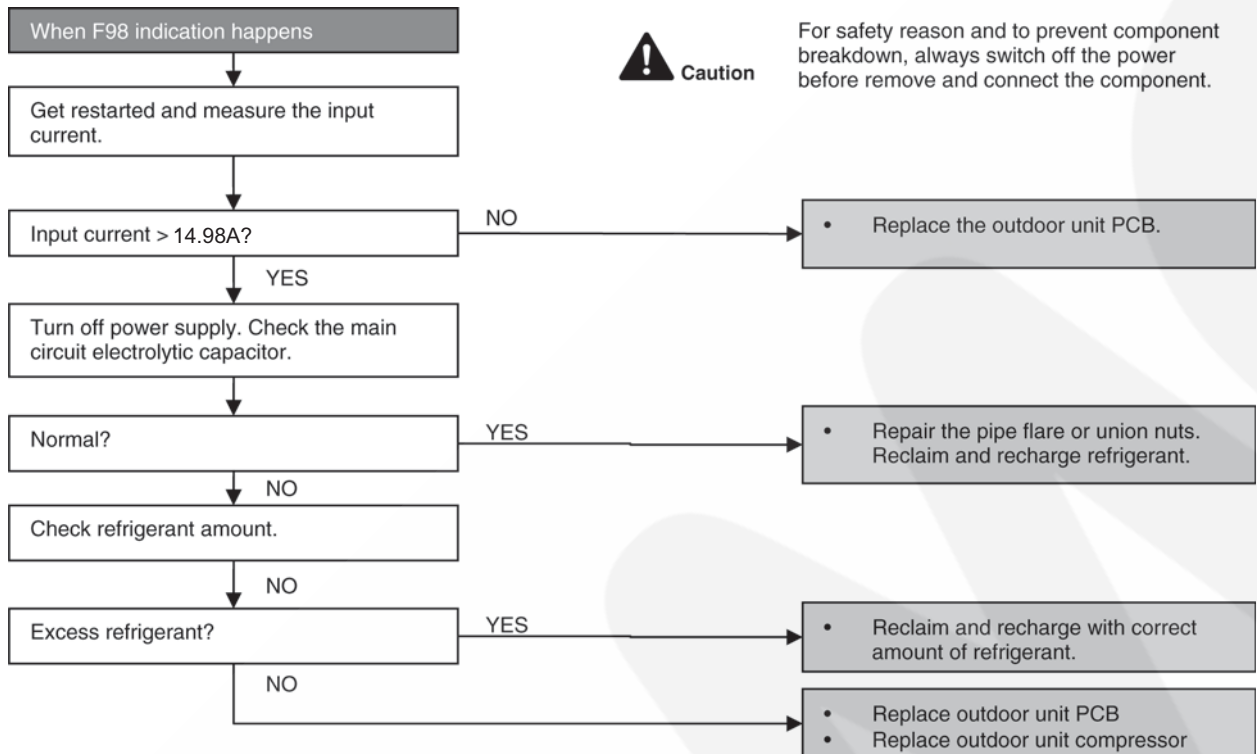 When F98 indication happens
Caution
For safety reason and to prevent component
breakdown, always switch off the power
before remove and connect the component.
Get restarted and measure the input
current.
Input current > 14.98A?
NO
• Replace the outdoor unit PCB.
YES
Turn off power supply. Check the main
circuit electrolytic capacitor.
Normal?
YES
• Repair the pipe flare or union nuts.
Reclaim and recharge refrigerant.
NO
Check refrigerant amount.
NO
Excess refrigerant?
YES
• Reclaim and recharge with correct
amount of refrigerant.
NO
• Replace outdoor unit PCB
• Replace outdoor unit compressor